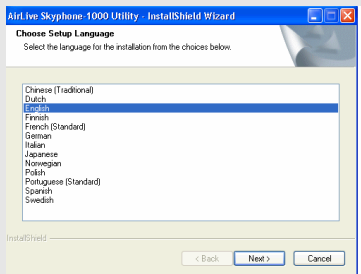 AirLive Skyphone-1000 Utility - InstallShield Wizard
Choose Setup Language
Select the language for the installation from the choices below.
Chinese (Traditional)
Dutch
English
Finnish
French (Standard)
German
Italian
Japanese
Norwegian
Polish
Portuguese (Standard)
Spanish
Swedish
InstallShield
< Back
Next >
Cancel